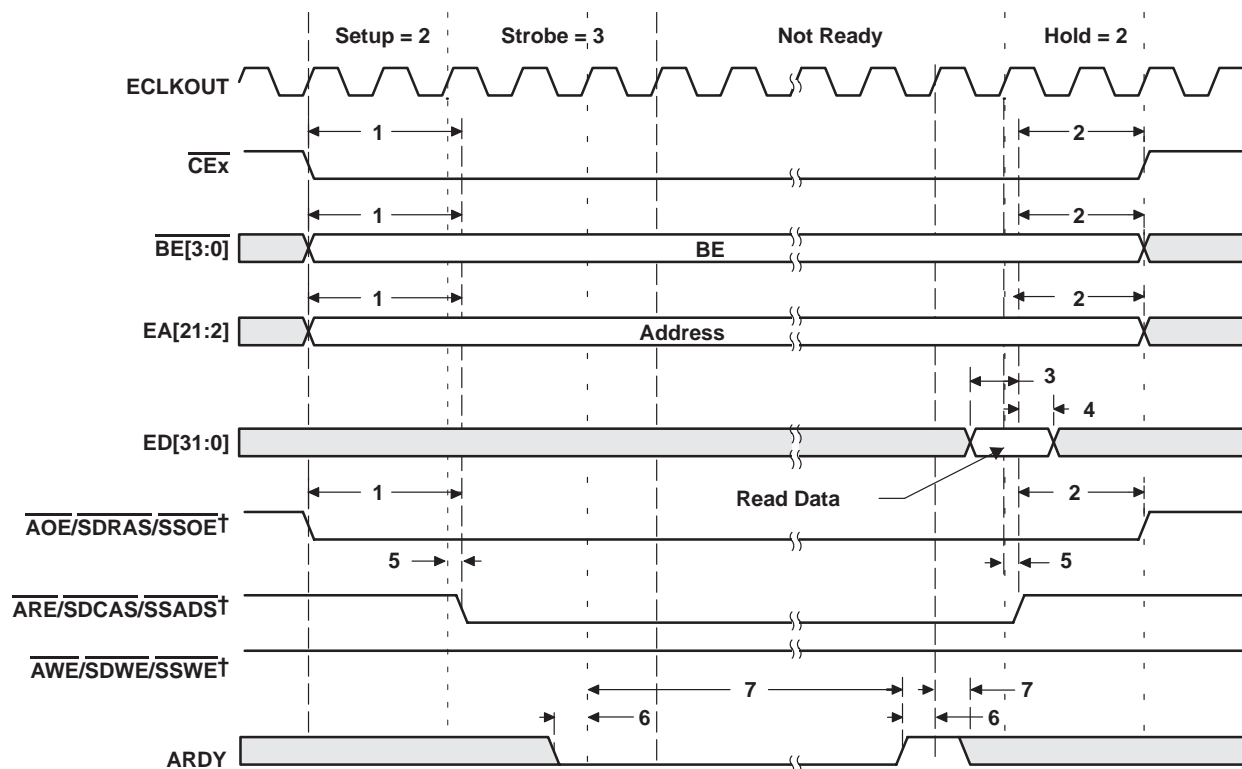 Setup = 2 Strobe = 3 Not Ready Hold = 2
ECLKOUT
1 2
CEx
1 2
BE[3:0] BE
1 2
EA[21:2] Address
3
4
ED[31:0]
Read Data
1 2
AOE/SDRAS/SSOE†
5 5
ARE/SDCAS/SSADS†
AWE/SDWE/SSWE†
7 7
6 6
ARDY